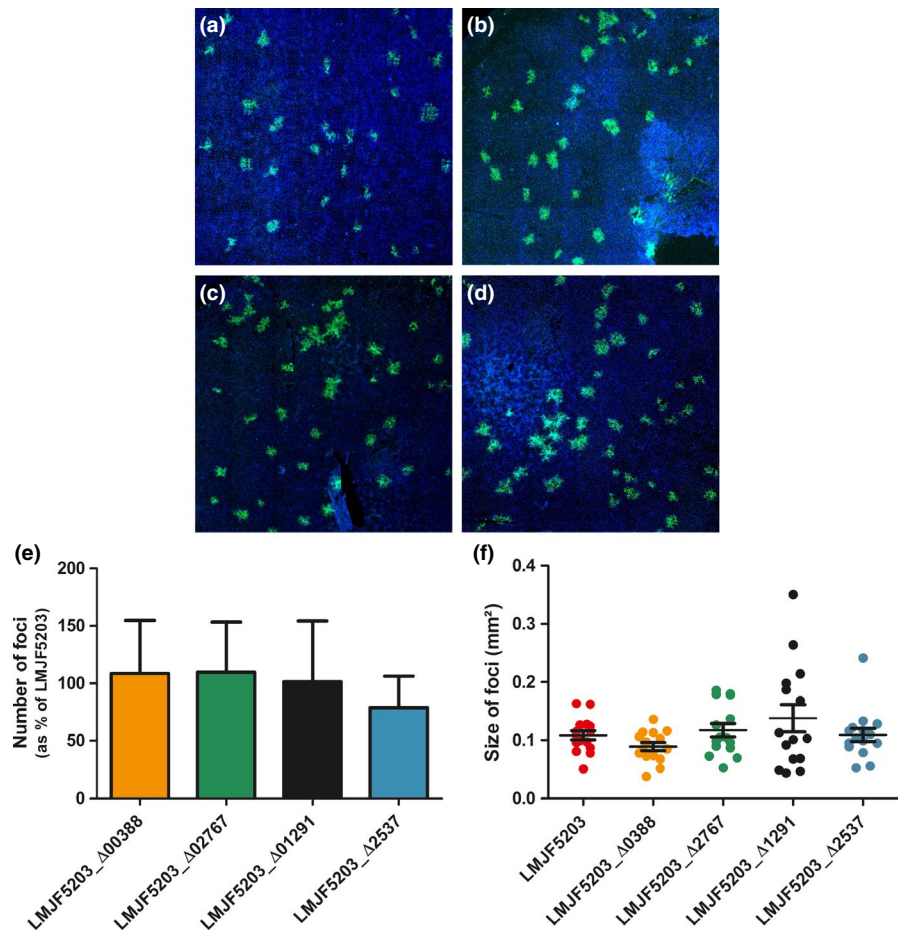 (a)
(b)
(c)
(d)
(e)
Number of foci
(as % of LMJF5203)
200
150
100
50
0
LMJF5203_Δ00388
LMJF5203_Δ02767
LMJF5203_Δ01291
LMJF5203_Δ2537
(f)
Size of foci (mm²)
0.4
0.3
0.2
0.1
0.0
LMJF5203
LMJF5203_Δ0388
LMJF5203_Δ2767
LMJF5203_Δ1291
LMJF5203_Δ2537